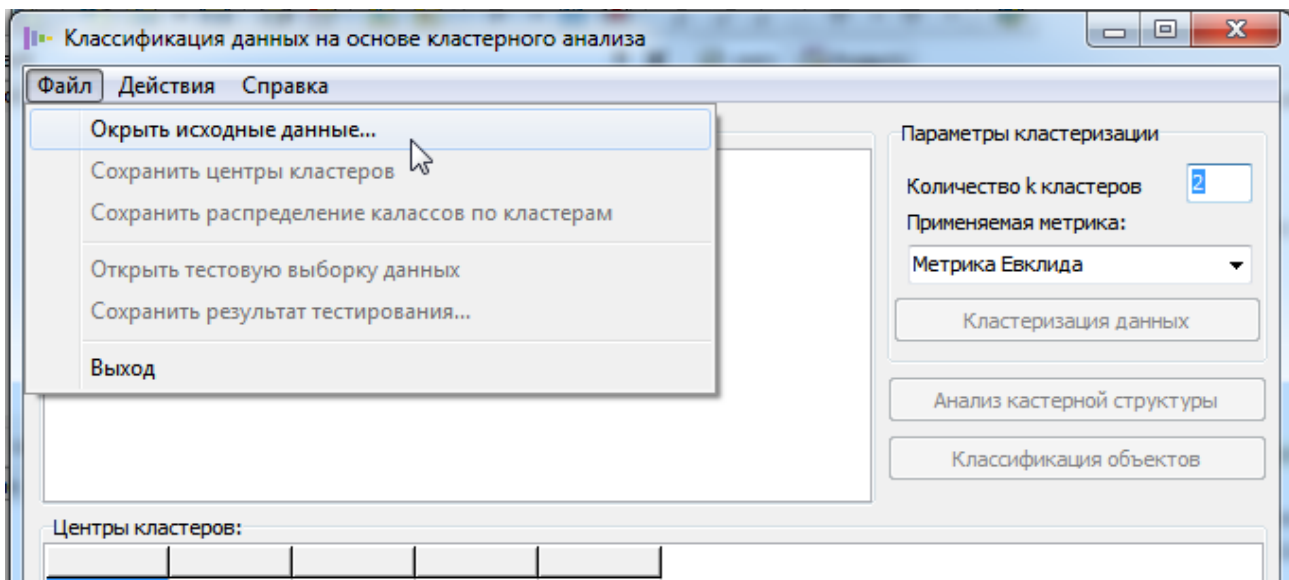 Классификация данных на основе кластерного анализа
Файл Действия Справка
Окрыть исходные данные...
Сохранить центры кластеров
Сохранить распределение калассов по кластерам
Открыть тестовую выборку данных
Сохранить результат тестирования...
Выход
Параметры кластеризации
Количество k кластеров 2
Применяемая метрика:
Метрика Евклида
Кластеризация данных
Анализ кастерной структуры
Классификация объектов
Центры кластеров: